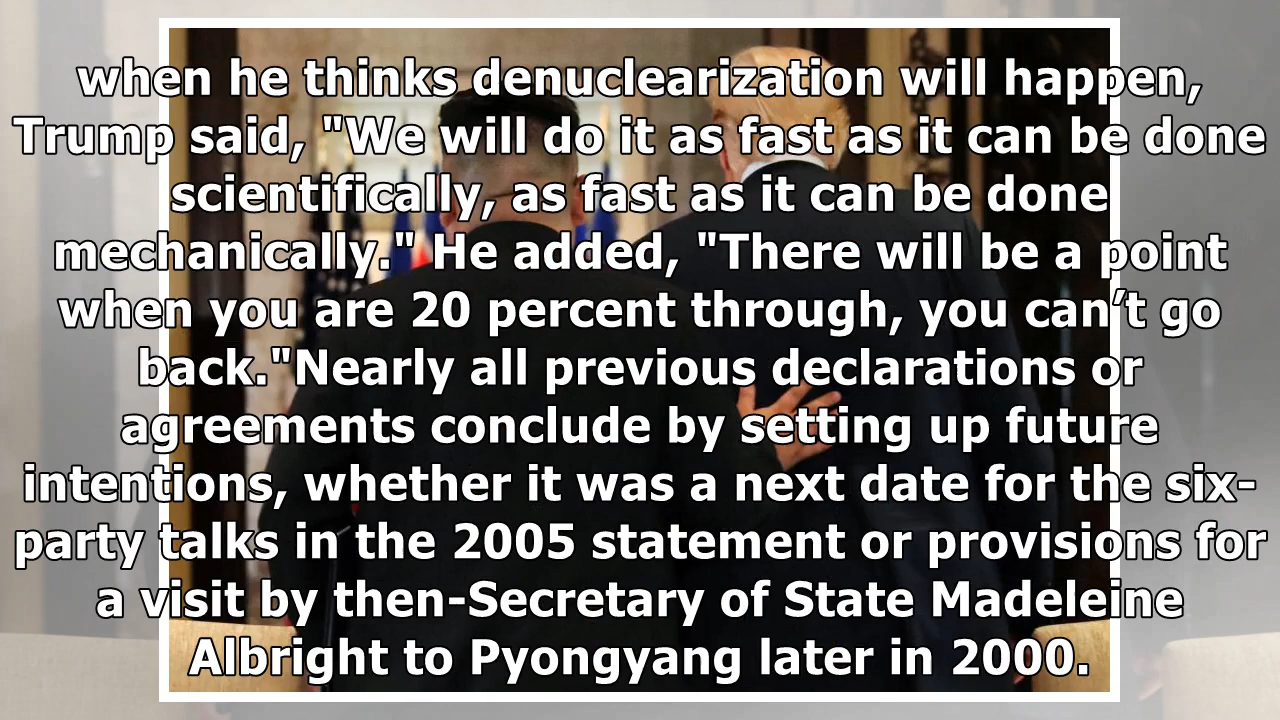 when he thinks denuclearization will happen,
Trump said, "We will do it as fast as it can be done
scientifically, as fast as it can be done
mechanically." He added, "There will be a point
when you are 20 percent through, you can’t go
back."Nearly all previous declarations or
agreements conclude by setting up future
intentions, whether it was a next date for the six-
party talks in the 2005 statement or provisions for
a visit by then-Secretary of State Madeleine
Albright to Pyongyang later in 2000.